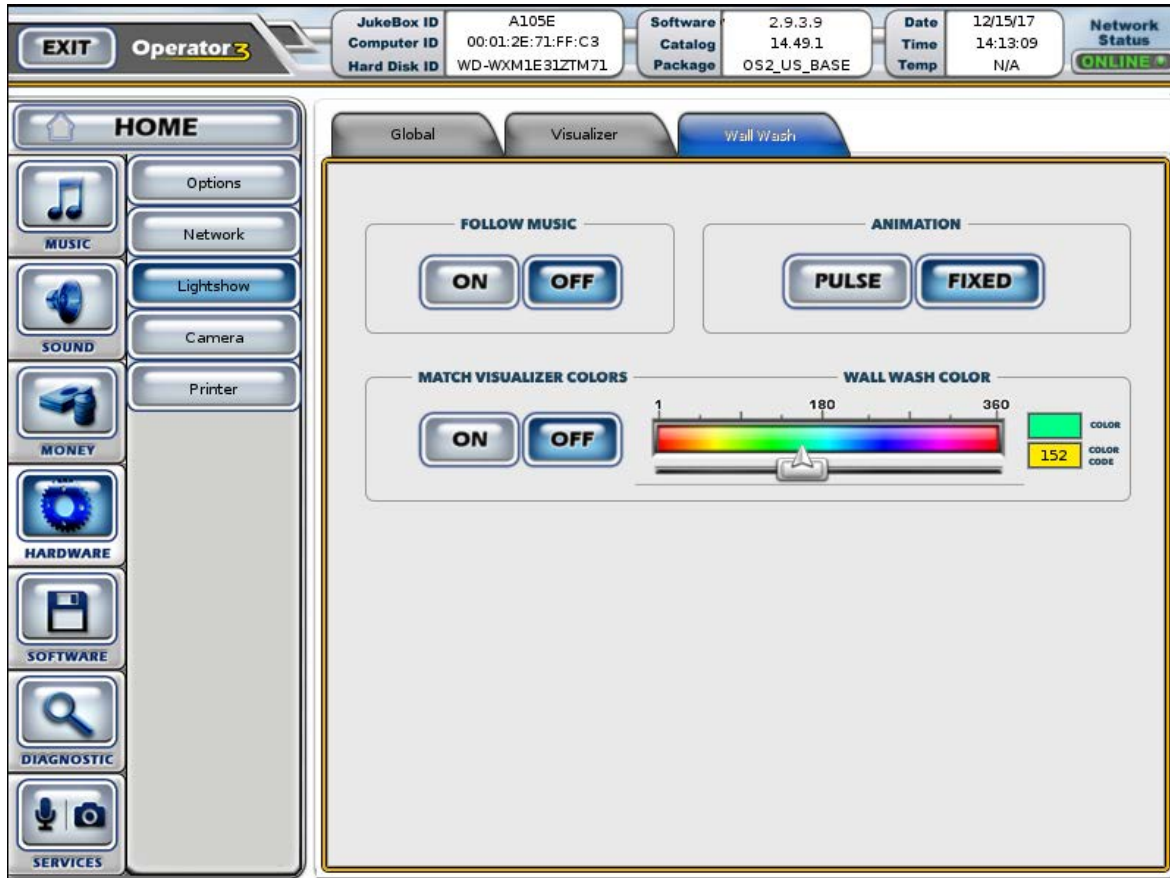 EXIT
Operator3
JukeBox ID A105E
Computer ID 00:01:2E:71:FF:C3
Hard Disk ID WD-WXM1E31ZTM71
Software 2.9.3.9
Catalog 14.49.1
Package OS2_US_BASE
Date 12/15/17
Time 14:13:09
Temp N/A
Network
Status
ONLINE
HOME
MUSIC
SOUND
MONEY
HARDWARE
SOFTWARE
DIAGNOSTIC
SERVICES
Options
Network
Lightshow
Camera
Printer
Global Visualizer Wall Wash
FOLLOW MUSIC
ON OFF
ANIMATION
PULSE FIXED
MATCH VISUALIZER COLORS
ON OFF
WALL WASH COLOR
1 180 360
COLOR
152 COLOR
CODE